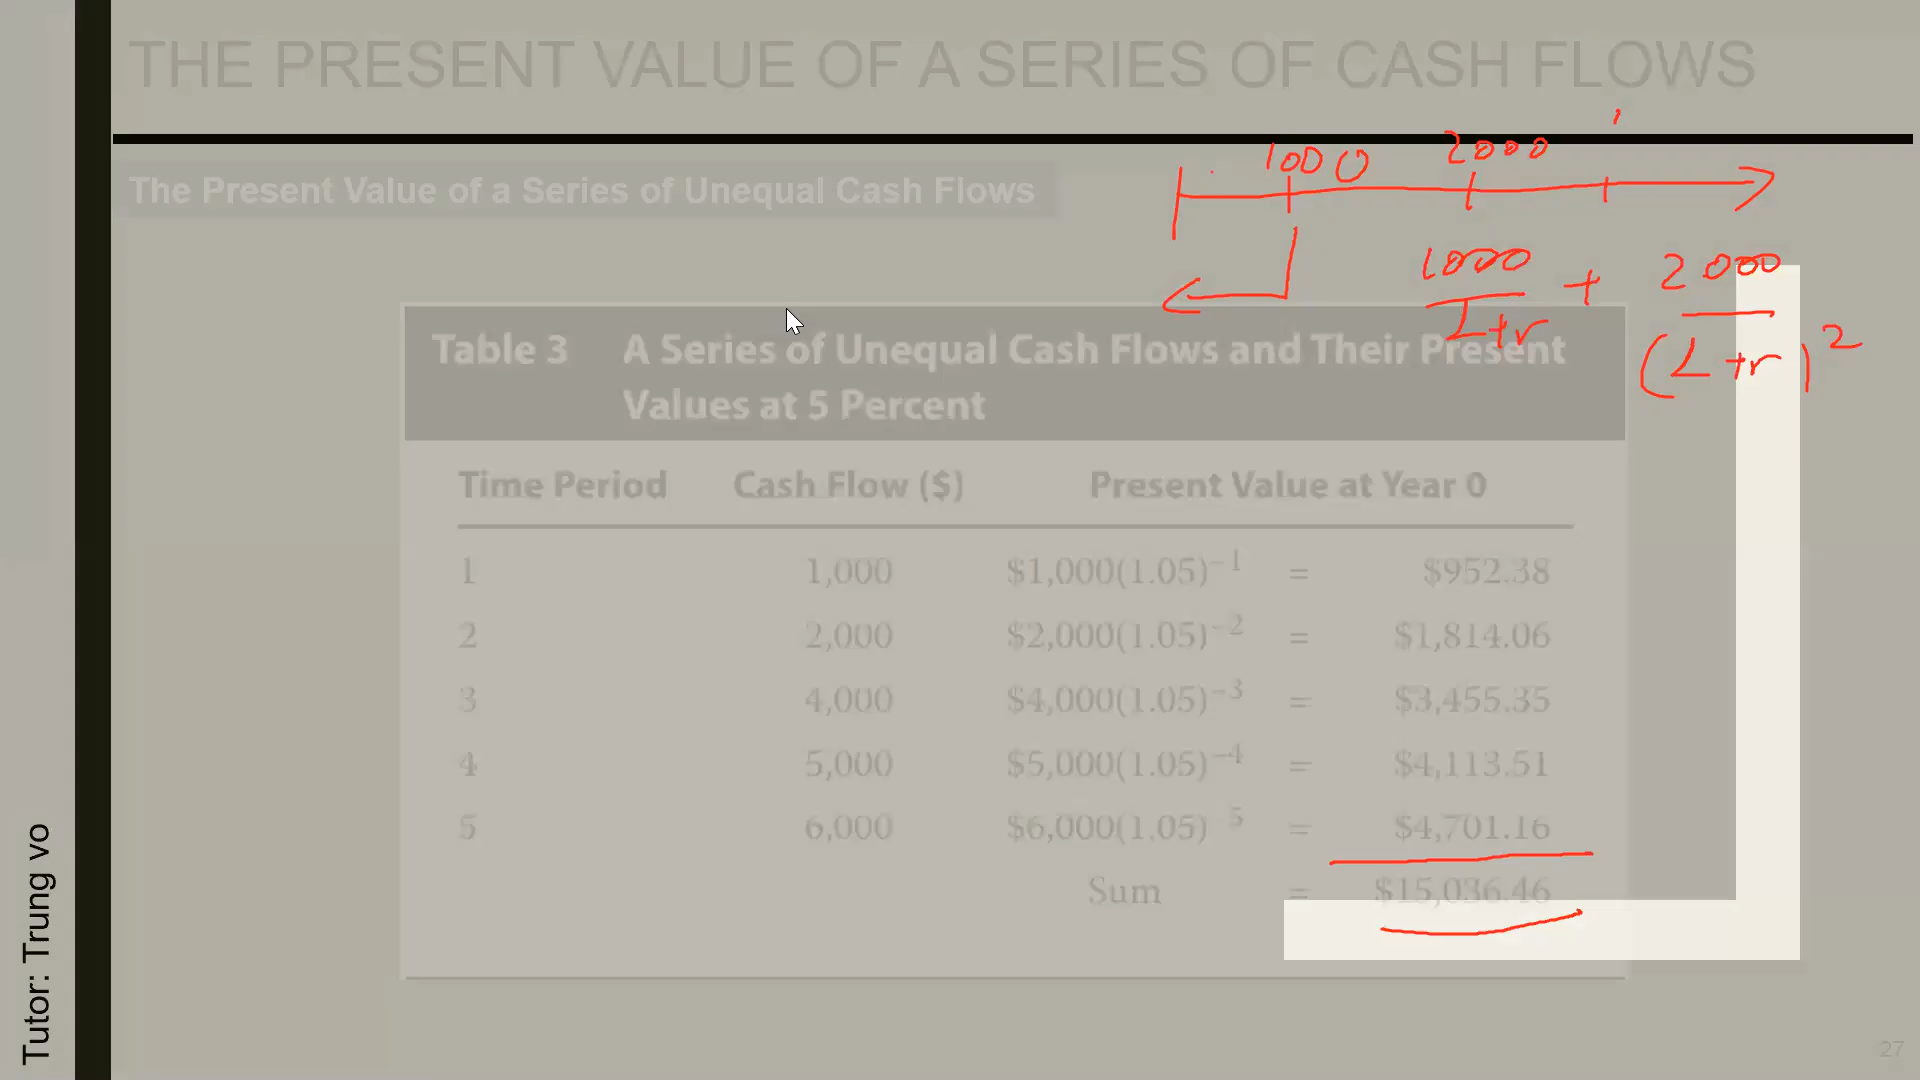 THE PRESENT VALUE OF A SERIES OF CASH FLOWS
1000 2000
The Present Value of a Series of Unequal Cash Flows
1000 + 2000
1+r (1+r)2
Table 3 A Series of Unequal Cash Flows and Their Present
Values at 5 Percent
Time Period Cash Flow ($) Present Value at Year 0
1 1,000 $1,000(1.05)−1 = $952.38
2 2,000 $2,000(1.05)−2 = $1,814.06
3 4,000 $4,000(1.05)−3 = $3,455.35
4 5,000 $5,000(1.05)−4 = $4,113.51
5 6,000 $6,000(1.05)−5 = $4,701.16
Sum = $15,036.46
Tutor: Trung vo
27